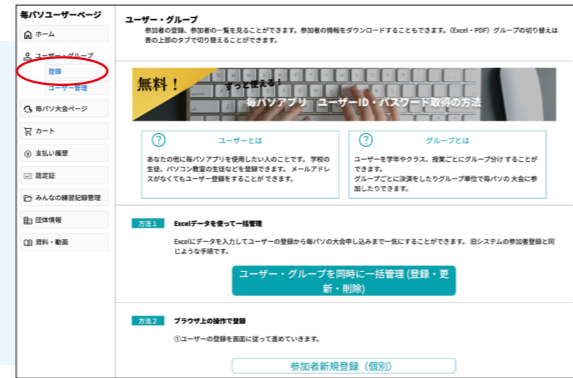 毎パソユーザーページ
ホーム
ユーザー・グループ
登録
ユーザー管理
毎パソ大会ページ
カート
支払い履歴
認定証
みんなの練習記録管理
団体情報
資料・動画
ユーザー・グループ
参加者の登録、参加者の一覧を見ることができます。参加者の情報をダウンロードすることもできます。(Excel・PDF) グループの切り替えは
表の上部のタブで切り替えることができます。
無料！ ずっと使える！
毎パソアプリ ユーザーID・パスワード取得の方法
? ユーザーとは
あなたの他に毎パソアプリを使用したい人のことです。 学校の
生徒、パソコン教室の生徒などを登録できます。 メールアドレ
スがなくてもユーザー登録をすることが できます。
? グループとは
ユーザーを学年やクラス、授業ごとにグループ分け することが
できます。
グループごとに決済をしたりグループ単位で毎パソの 大会に参
加したりできます。
方法1 Excelデータを使って一括管理
Excelにデータを入力してユーザーの登録から毎パソの大会申し込みまで一気にすることができます。 旧システムの参加者登録と同
じような手順です。
ユーザー・グループを同時に一括管理 (登録・更
新・削除)
方法2 ブラウザ上の操作で登録
①ユーザーの登録を画面に従って進めていきます。
参加者新規登録（個別）